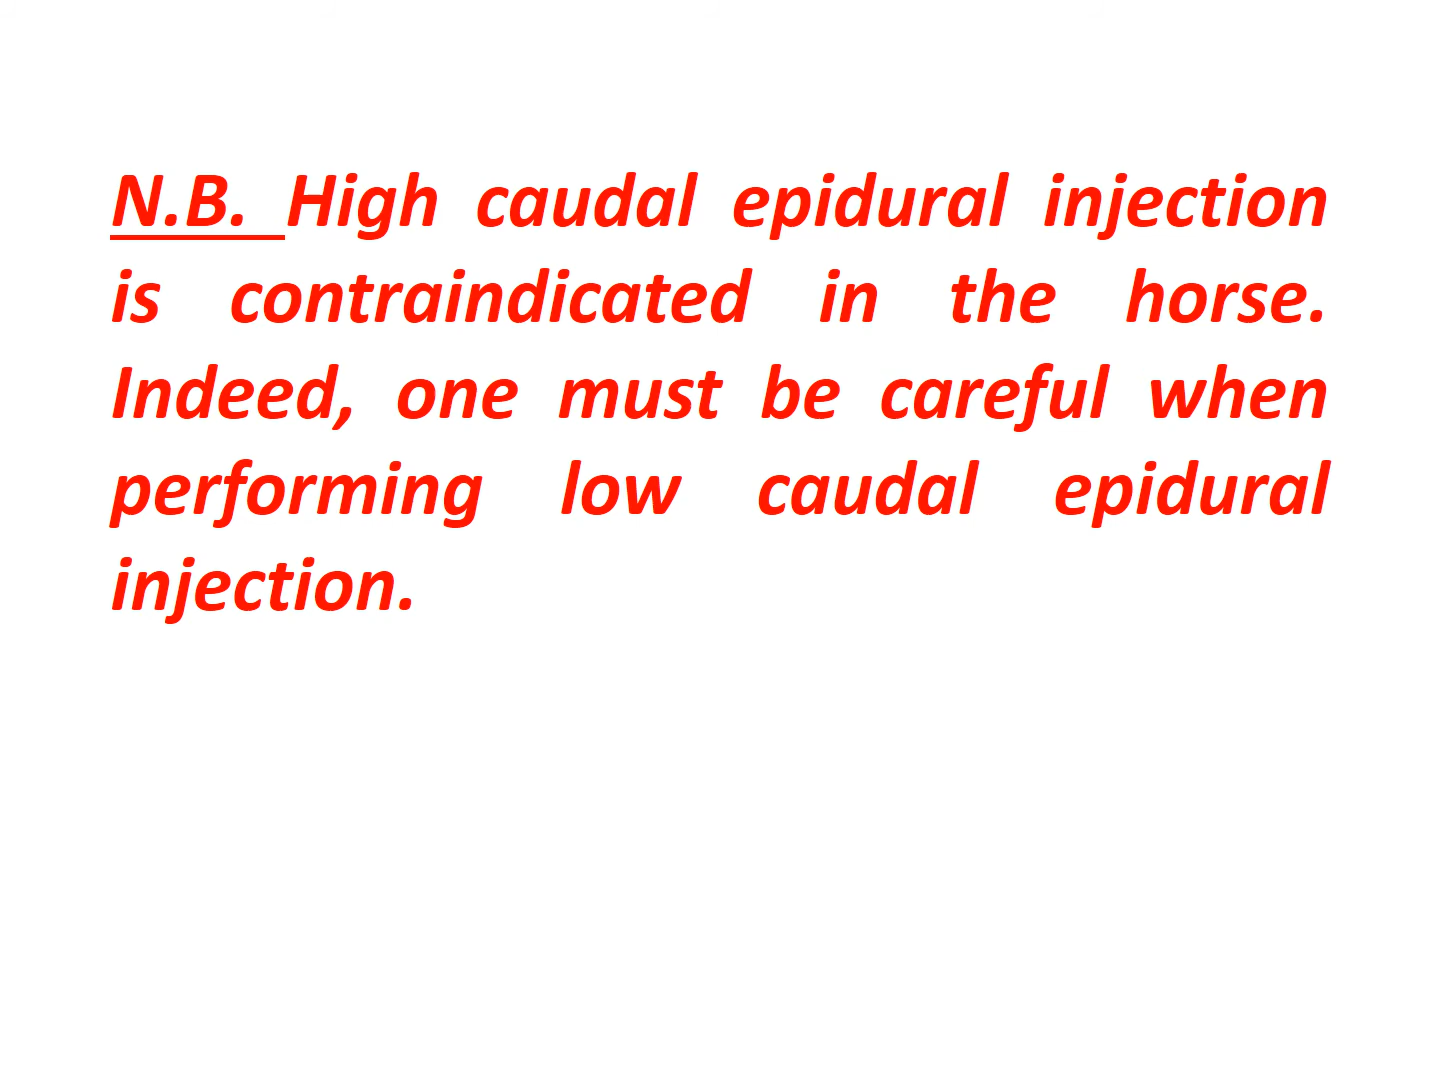 N.B. High caudal epidural injection
is contraindicated in the horse.
Indeed, one must be careful when
performing low caudal epidural
injection.